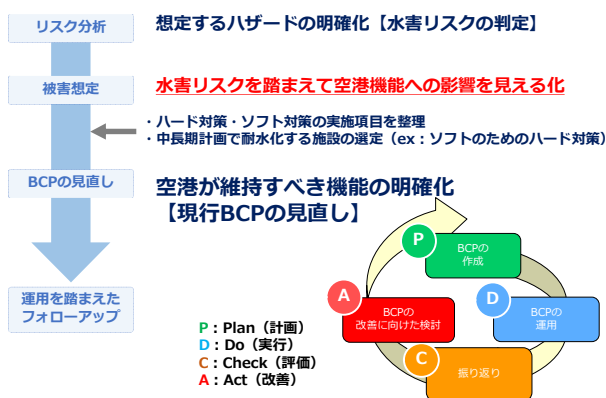 リスク分析
想定するハザードの明確化【水害リスクの判定】
被害想定
水害リスクを踏まえて空港機能への影響を見える化
・ハード対策・ソフト対策の実施項目を整理
・中長期計画で耐水化する施設の選定（ex：ソフトのためのハード対策）
BCPの見直し
空港が維持すべき機能の明確化
【現行BCPの見直し】
運用を踏まえた
フォローアップ
P
BCPの
作成
D
BCPの
運用
C
振り返り
A
BCPの
改善に向けた検討
P：Plan（計画）
D：Do（実行）
C：Check（評価）
A：Act（改善）